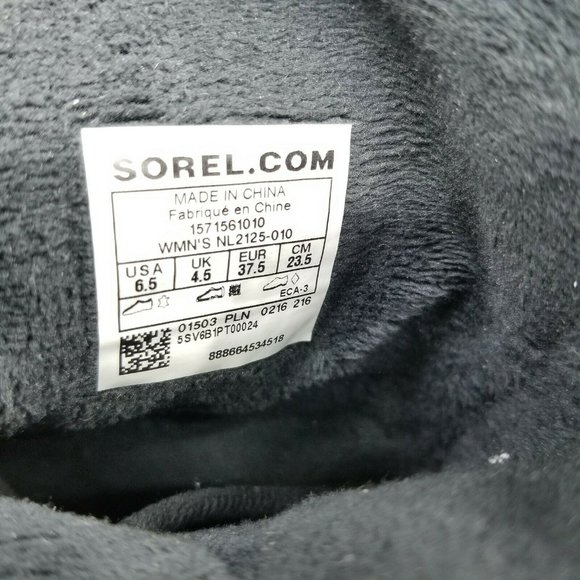 SOREL.COM
MADE IN CHINA
Fabriqué en Chine
1571561010
WMN'S NL2125-010
USA UK EUR CM
6.5 4.5 37.5 23.5
ECA-3
01503 PLN 0216 216
5SV6B1PT00024
888664534518